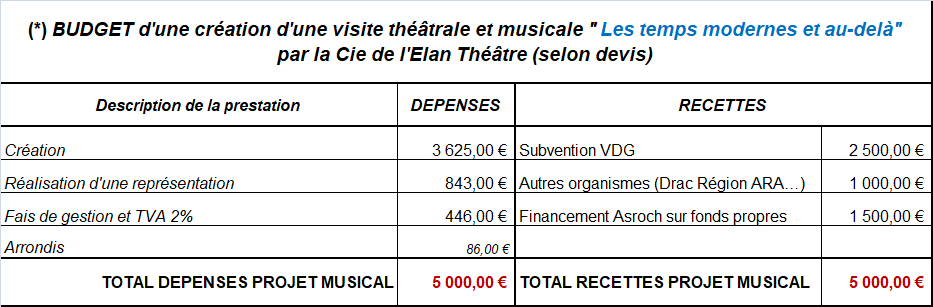 (*) BUDGET d'une création d'une visite théâtrale et musicale " Les temps modernes et au-delà"
par la Cie de l'Elan Théâtre (selon devis)
Description de la prestation DEPENSES RECETTES
Création 3 625,00 € Subvention VDG 2 500,00 €
Réalisation d'une représentation 843,00 € Autres organismes (Drac Région ARA…) 1 000,00 €
Fais de gestion et TVA 2% 446,00 € Financement Asroch sur fonds propres 1 500,00 €
Arrondis 86,00 €
TOTAL DEPENSES PROJET MUSICAL 5 000,00 € TOTAL RECETTES PROJET MUSICAL 5 000,00 €